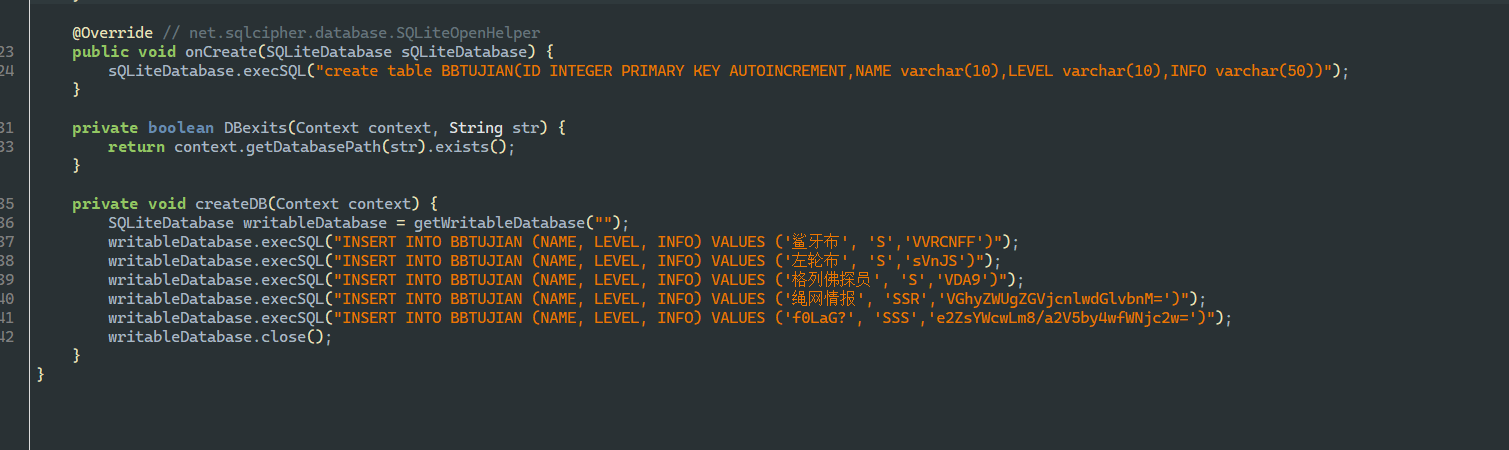 @Override // net.sqlcipher.database.SQLiteOpenHelper
23 public void onCreate(SQLiteDatabase sQLiteDatabase) {
24 sQLiteDatabase.execSQL("create table BBTUJIAN(ID INTEGER PRIMARY KEY AUTOINCREMENT,NAME varchar(10),LEVEL varchar(10),INFO varchar(50))");
}
31 private boolean DBexits(Context context, String str) {
33 return context.getDatabasePath(str).exists();
}
35 private void createDB(Context context) {
36 SQLiteDatabase writableDatabase = getWritableDatabase("");
37 writableDatabase.execSQL("INSERT INTO BBTUJIAN (NAME, LEVEL, INFO) VALUES ('鲨牙布', 'S','VVRCNFF')");
38 writableDatabase.execSQL("INSERT INTO BBTUJIAN (NAME, LEVEL, INFO) VALUES ('左轮布', 'S','sVnJS')");
39 writableDatabase.execSQL("INSERT INTO BBTUJIAN (NAME, LEVEL, INFO) VALUES ('格列佛探员', 'S','VDA9')");
40 writableDatabase.execSQL("INSERT INTO BBTUJIAN (NAME, LEVEL, INFO) VALUES ('绳网情报', 'SSR','VGhyZWUgZGVjcnlwdGlvbnM=')");
41 writableDatabase.execSQL("INSERT INTO BBTUJIAN (NAME, LEVEL, INFO) VALUES ('f0LaG?', 'SSS','e2ZsYWcwLm8/a2V5by4wfWNjc2w=')");
42 writableDatabase.close();
}
}